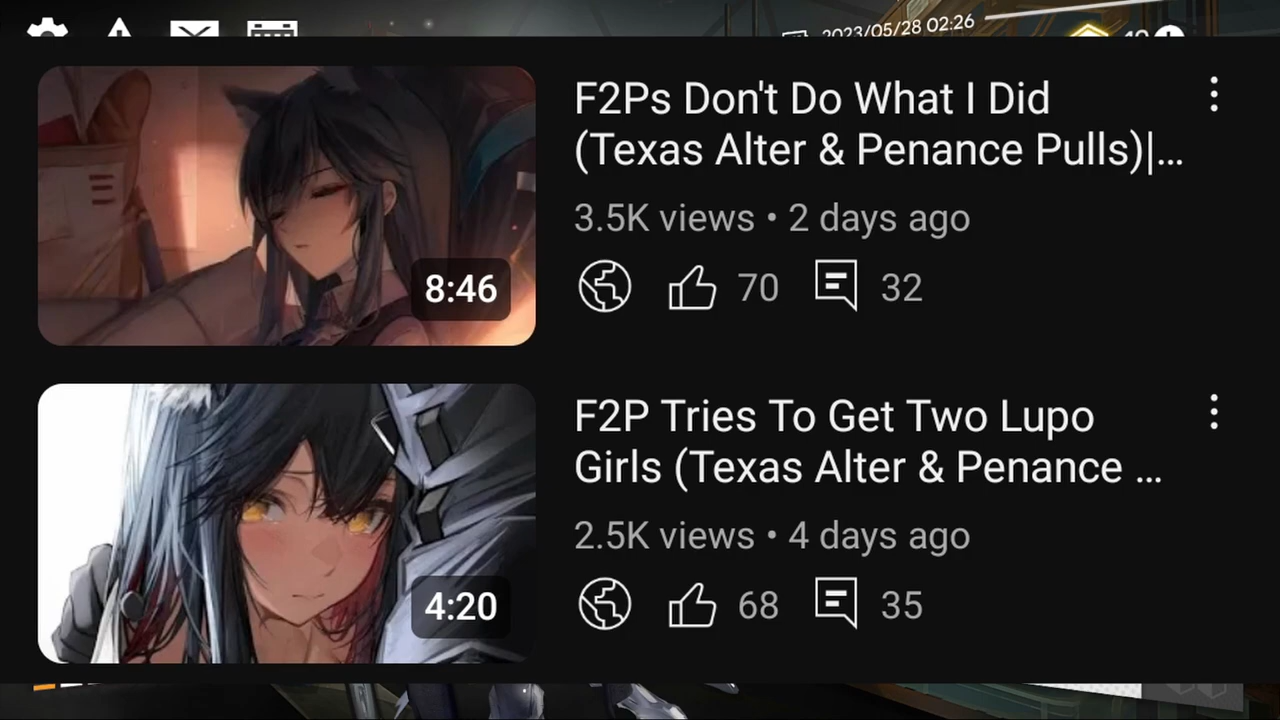 2023/05/28 02:26
F2Ps Don't Do What I Did
(Texas Alter & Penance Pulls)|...
3.5K views • 2 days ago
70 32
8:46
F2P Tries To Get Two Lupo
Girls (Texas Alter & Penance ...
2.5K views • 4 days ago
68 35
4:20